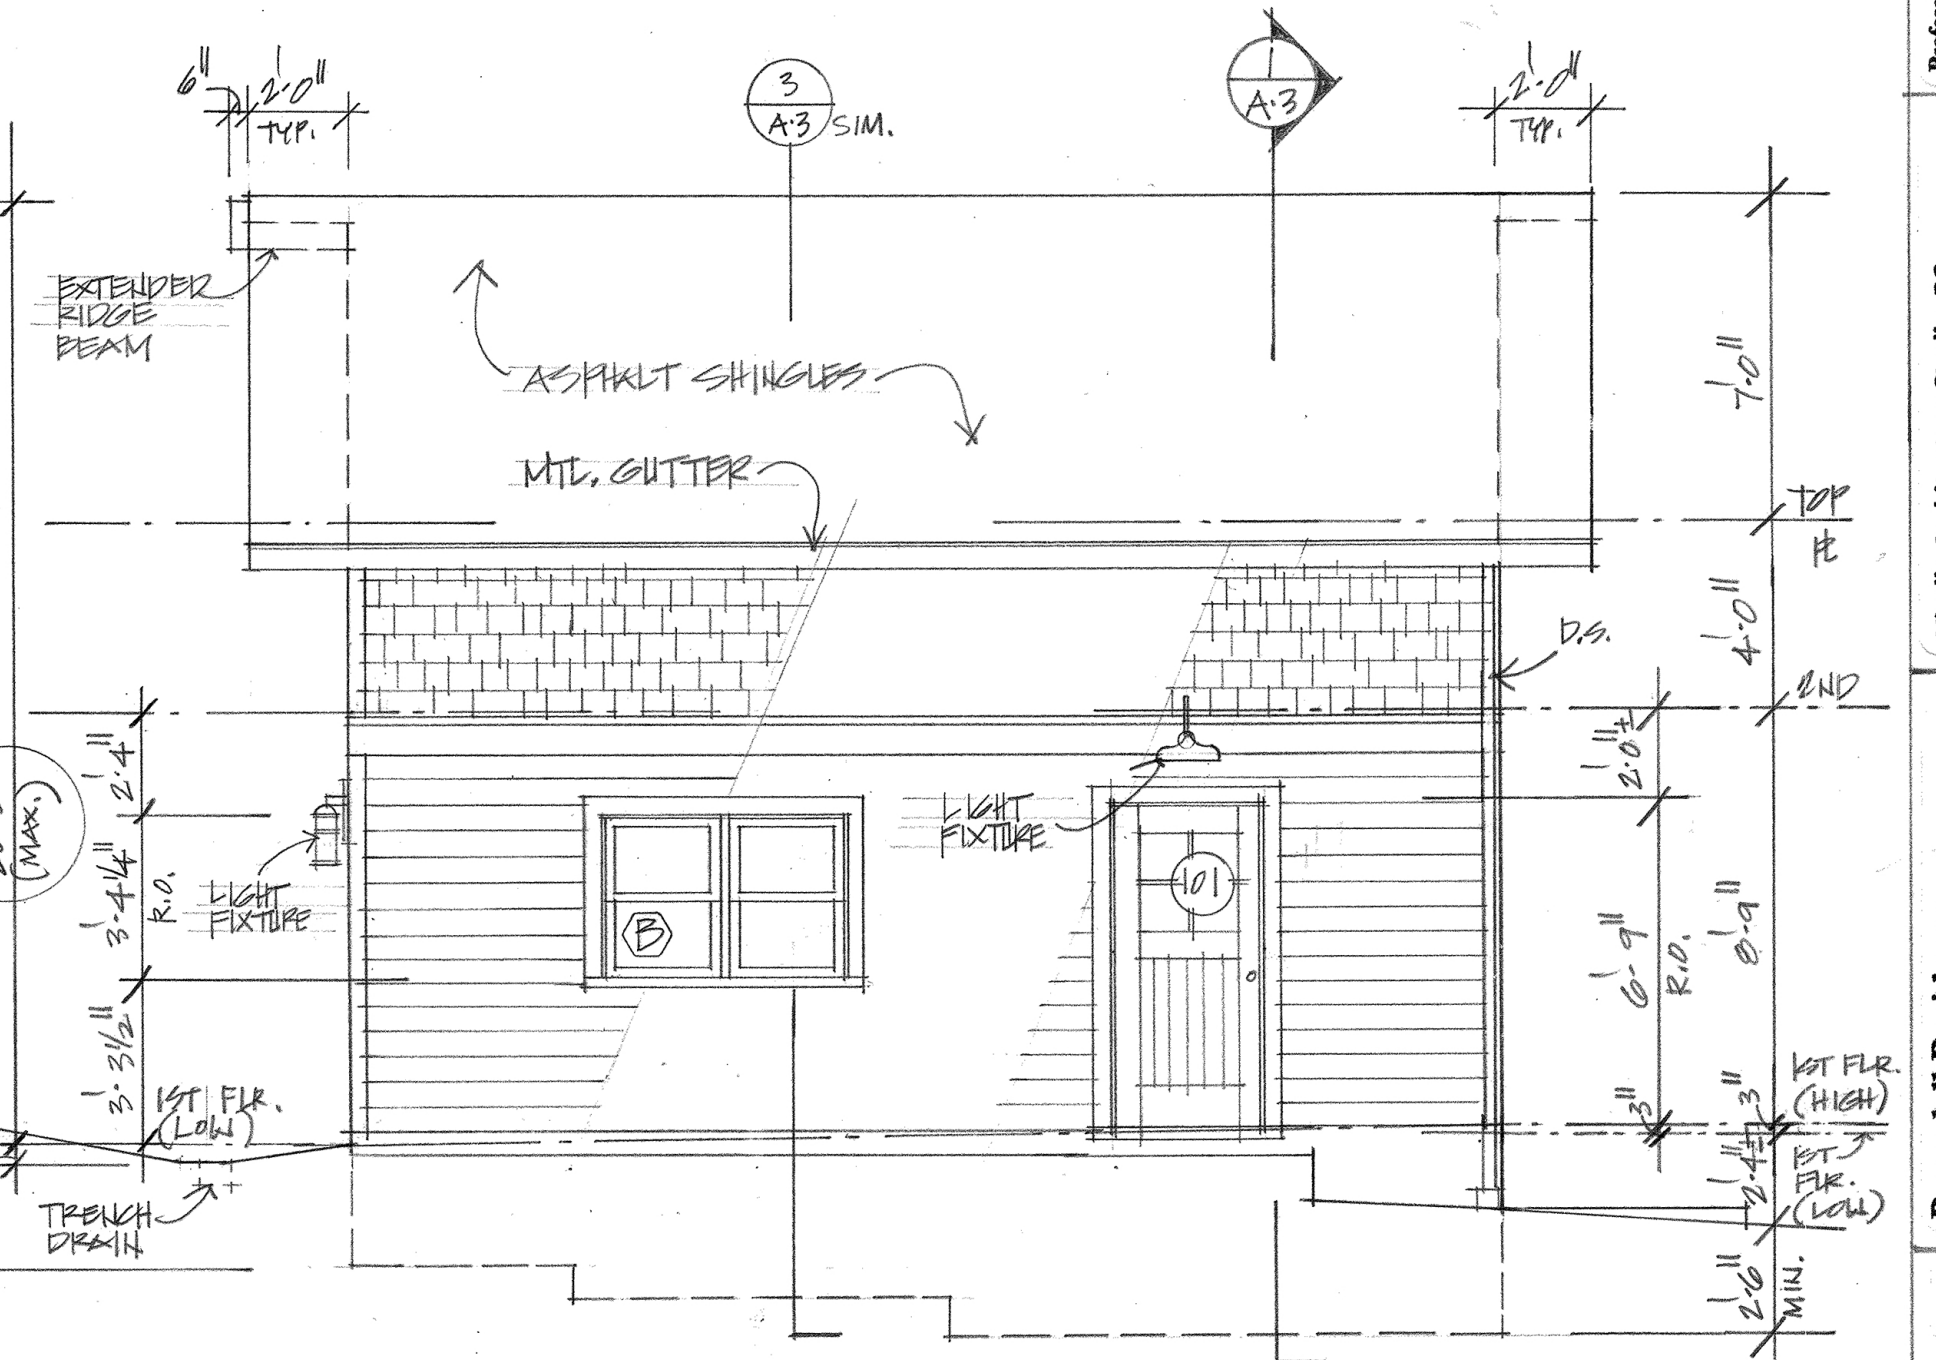 6" 2'-0" TYP.
3
A.3 SIM.
1
A.3
2'-0" TYP.
EXTENDER
RIDGE
BEAM
ASPHALT SHINGLES
MTL. GUTTER
7'-0"
TOP
PL
4'-0"
D.S.
2ND
2'-4"
2'-0"±
(MAX.)
LIGHT
FIXTURE
LIGHT
FIXTURE
101
B
3'-4 1/4"
R.O.
6'-9"
R.O.
8'-9"
3'-3 1/2"
1ST FLR.
(LOW)
3"
3"
1ST FLR.
(HIGH)
1ST
FLR.
(LOW)
TRENCH
DRAIN
2'-6"
MIN.